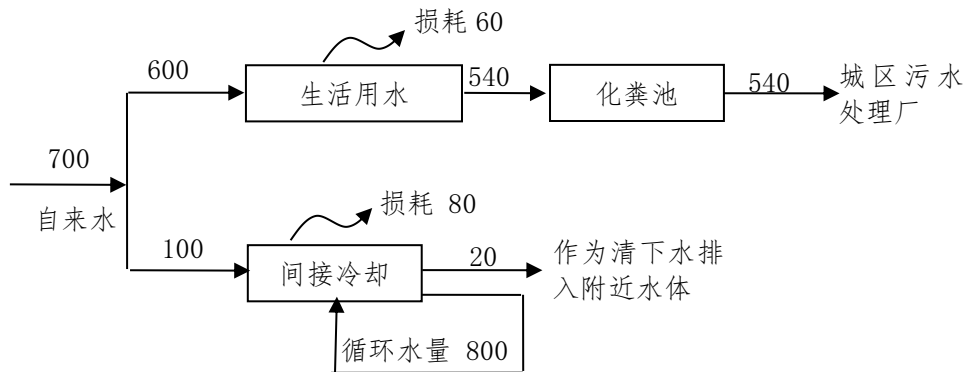 损耗 60
600
生活用水
540
化粪池
540
城区污水
处理厂
700
自来水
损耗 80
100
间接冷却
20
作为清下水排
入附近水体
循环水量 800